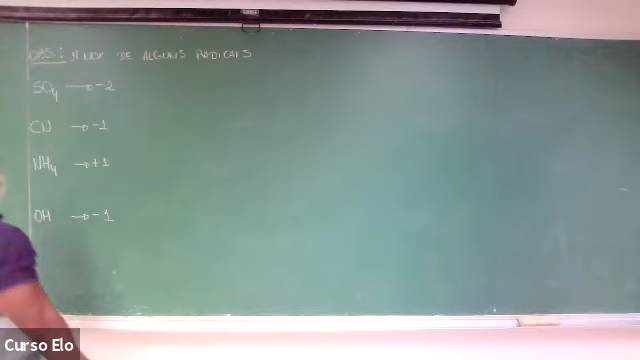 OBS.: NOX DE ALGUNS RADICAIS
SO4 → -2
CN → -1
NH4 → +1
OH → -1
Curso Elo